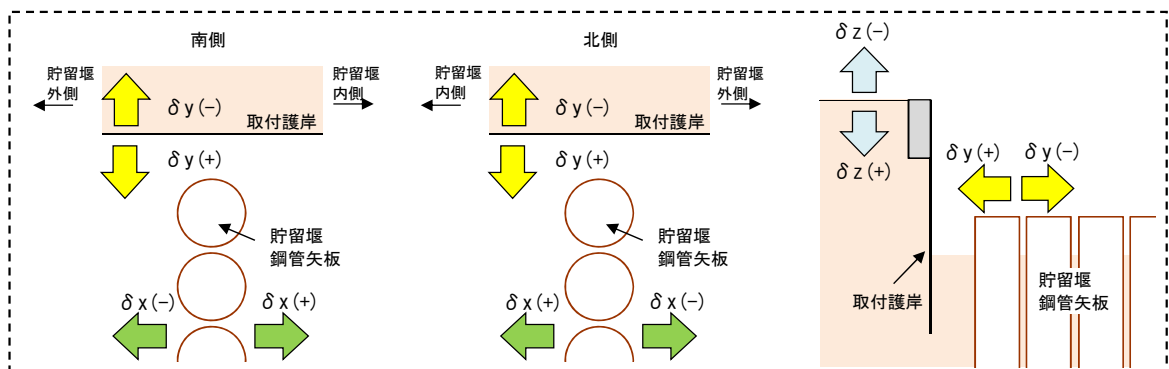 南側
貯留堰
外側
貯留堰
内側
δy(−)
取付護岸
δy(+)
貯留堰
鋼管矢板
δx(−)
δx(+)
北側
貯留堰
内側
貯留堰
外側
δy(−)
取付護岸
δy(+)
貯留堰
鋼管矢板
δx(+)
δx(−)
δz(−)
δz(+)
δy(+)
δy(−)
取付護岸
貯留堰
鋼管矢板